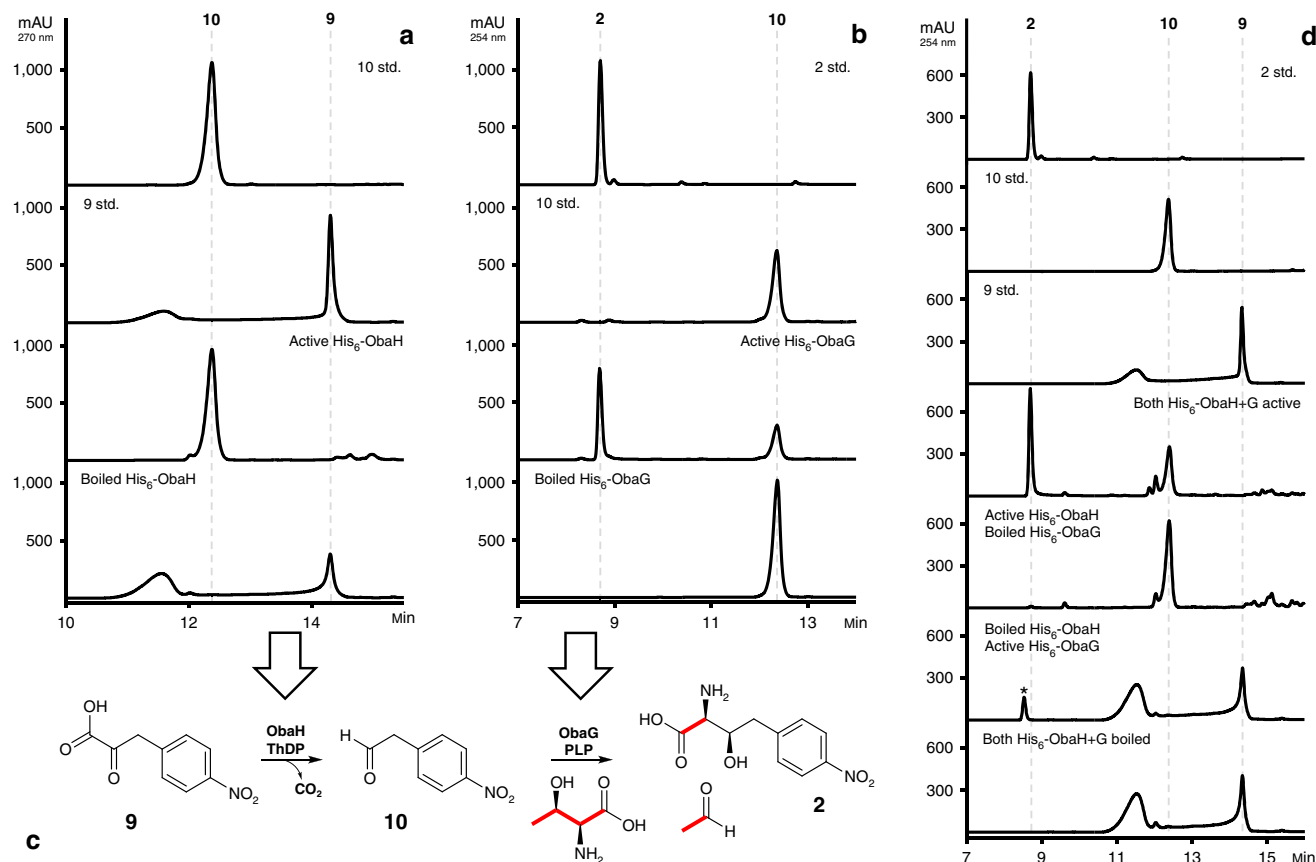 mAU
270 nm
10
9
a
10 std.
1,000
500
9 std.
1,000
500
Active His6-ObaH
1,000
500
Boiled His6-ObaH
1,000
500
10
12
14
Min
mAU
254 nm
2
10
b
2 std.
1,000
500
10 std.
1,000
500
Active His6-ObaG
1,000
500
Boiled His6-ObaG
1,000
500
7
9
11
13
Min
mAU
254 nm
2
10
9
d
2 std.
600
300
10 std.
600
300
9 std.
600
300
Both His6-ObaH+G active
600
300
Active His6-ObaH
Boiled His6-ObaG
600
300
Boiled His6-ObaH
Active His6-ObaG
600
300
*
Both His6-ObaH+G boiled
600
300
7
9
11
13
15
Min
c
OH
O
O
NO2
9
ObaH
ThDP
CO2
H
O
NO2
10
ObaG
PLP
OH
O
OH
NH2
NH2
HO
O
OH
NO2
2
O
H